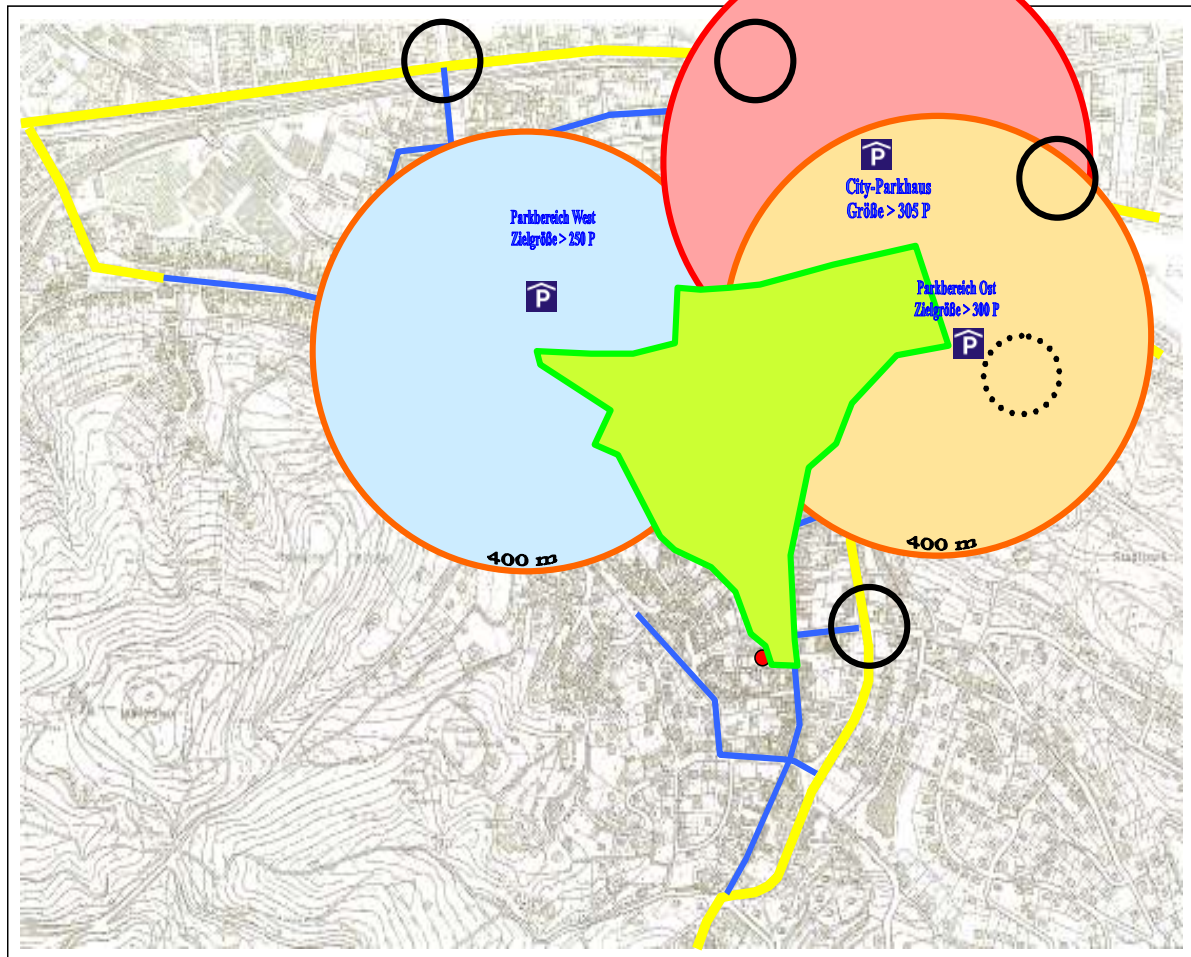 P
City-Parkhaus
Größe > 305 P
Parkbereich West
Zielgröße > 250 P
P
Parkbereich Ost
Zielgröße > 300 P
P
400 m
400 m